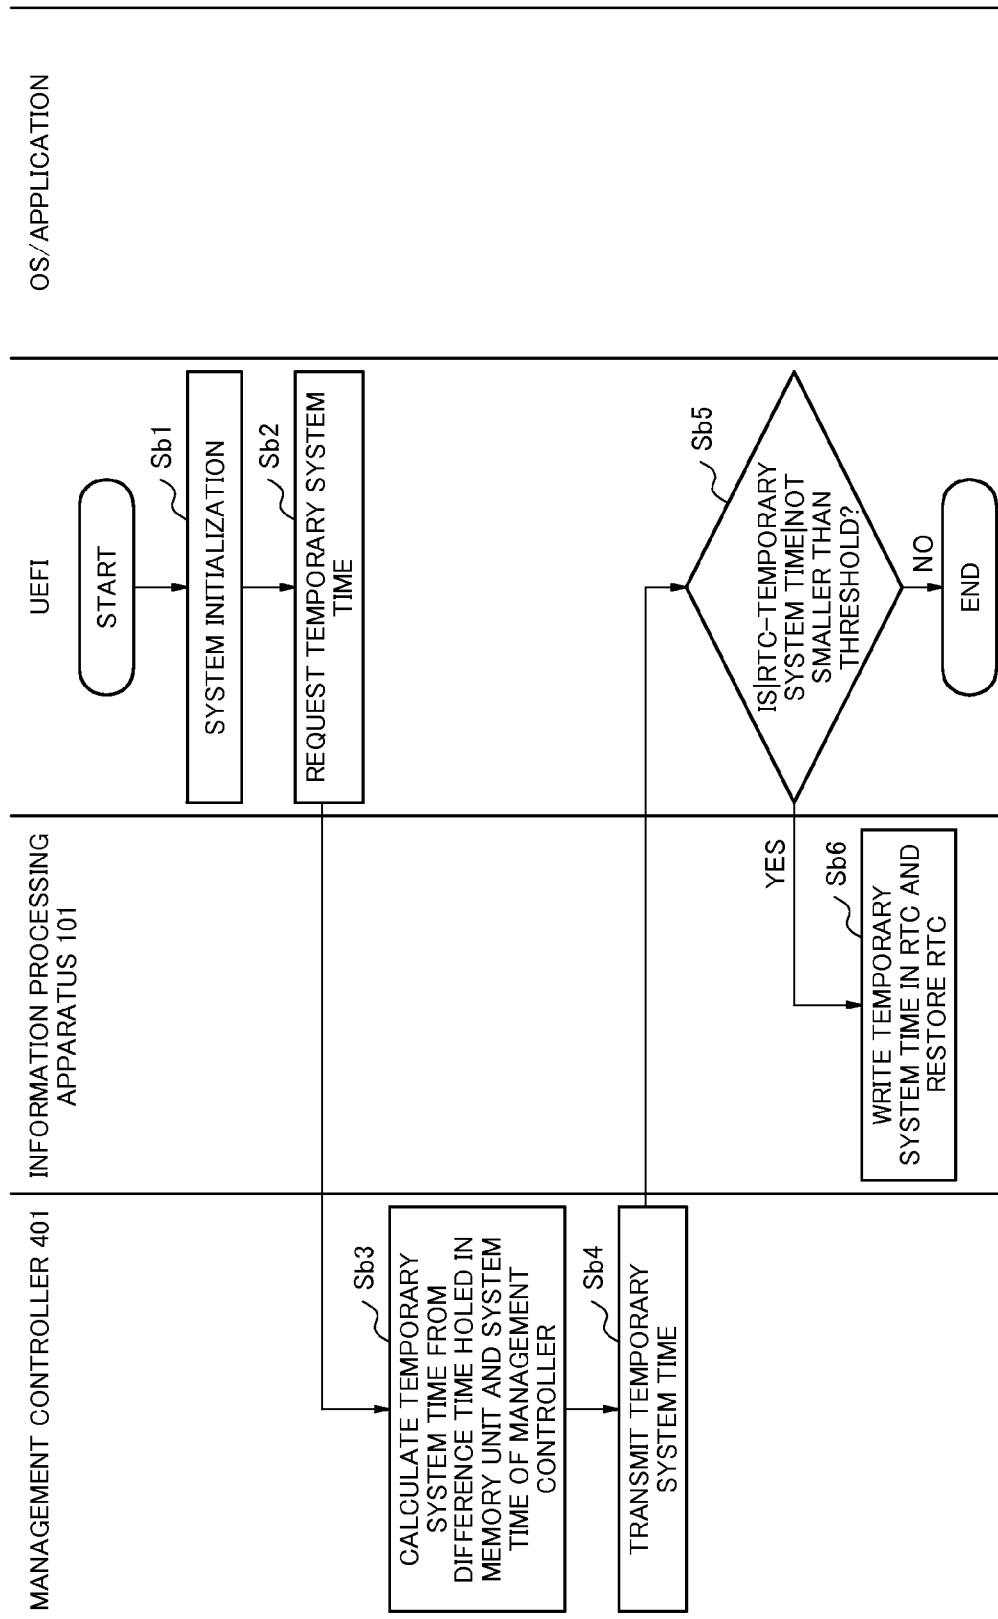 MANAGEMENT CONTROLLER 401
INFORMATION PROCESSING
APPARATUS 101
UEFI
OS/APPLICATION
START
Sb1
SYSTEM INITIALIZATION
Sb2
REQUEST TEMPORARY SYSTEM
TIME
Sb3
CALCULATE TEMPORARY
SYSTEM TIME FROM
DIFFERENCE TIME HOLED IN
MEMORY UNIT AND SYSTEM
TIME OF MANAGEMENT
CONTROLLER
Sb4
TRANSMIT TEMPORARY
SYSTEM TIME
Sb5
IS|RTC-TEMPORARY
SYSTEM TIME|NOT
SMALLER THAN
THRESHOLD?
YES
NO
Sb6
WRITE TEMPORARY
SYSTEM TIME IN RTC AND
RESTORE RTC
END